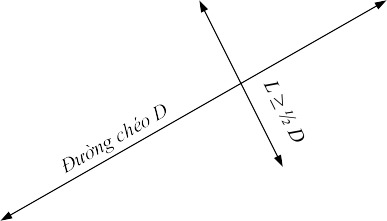 Đường chéo D
L ≥ ½ D